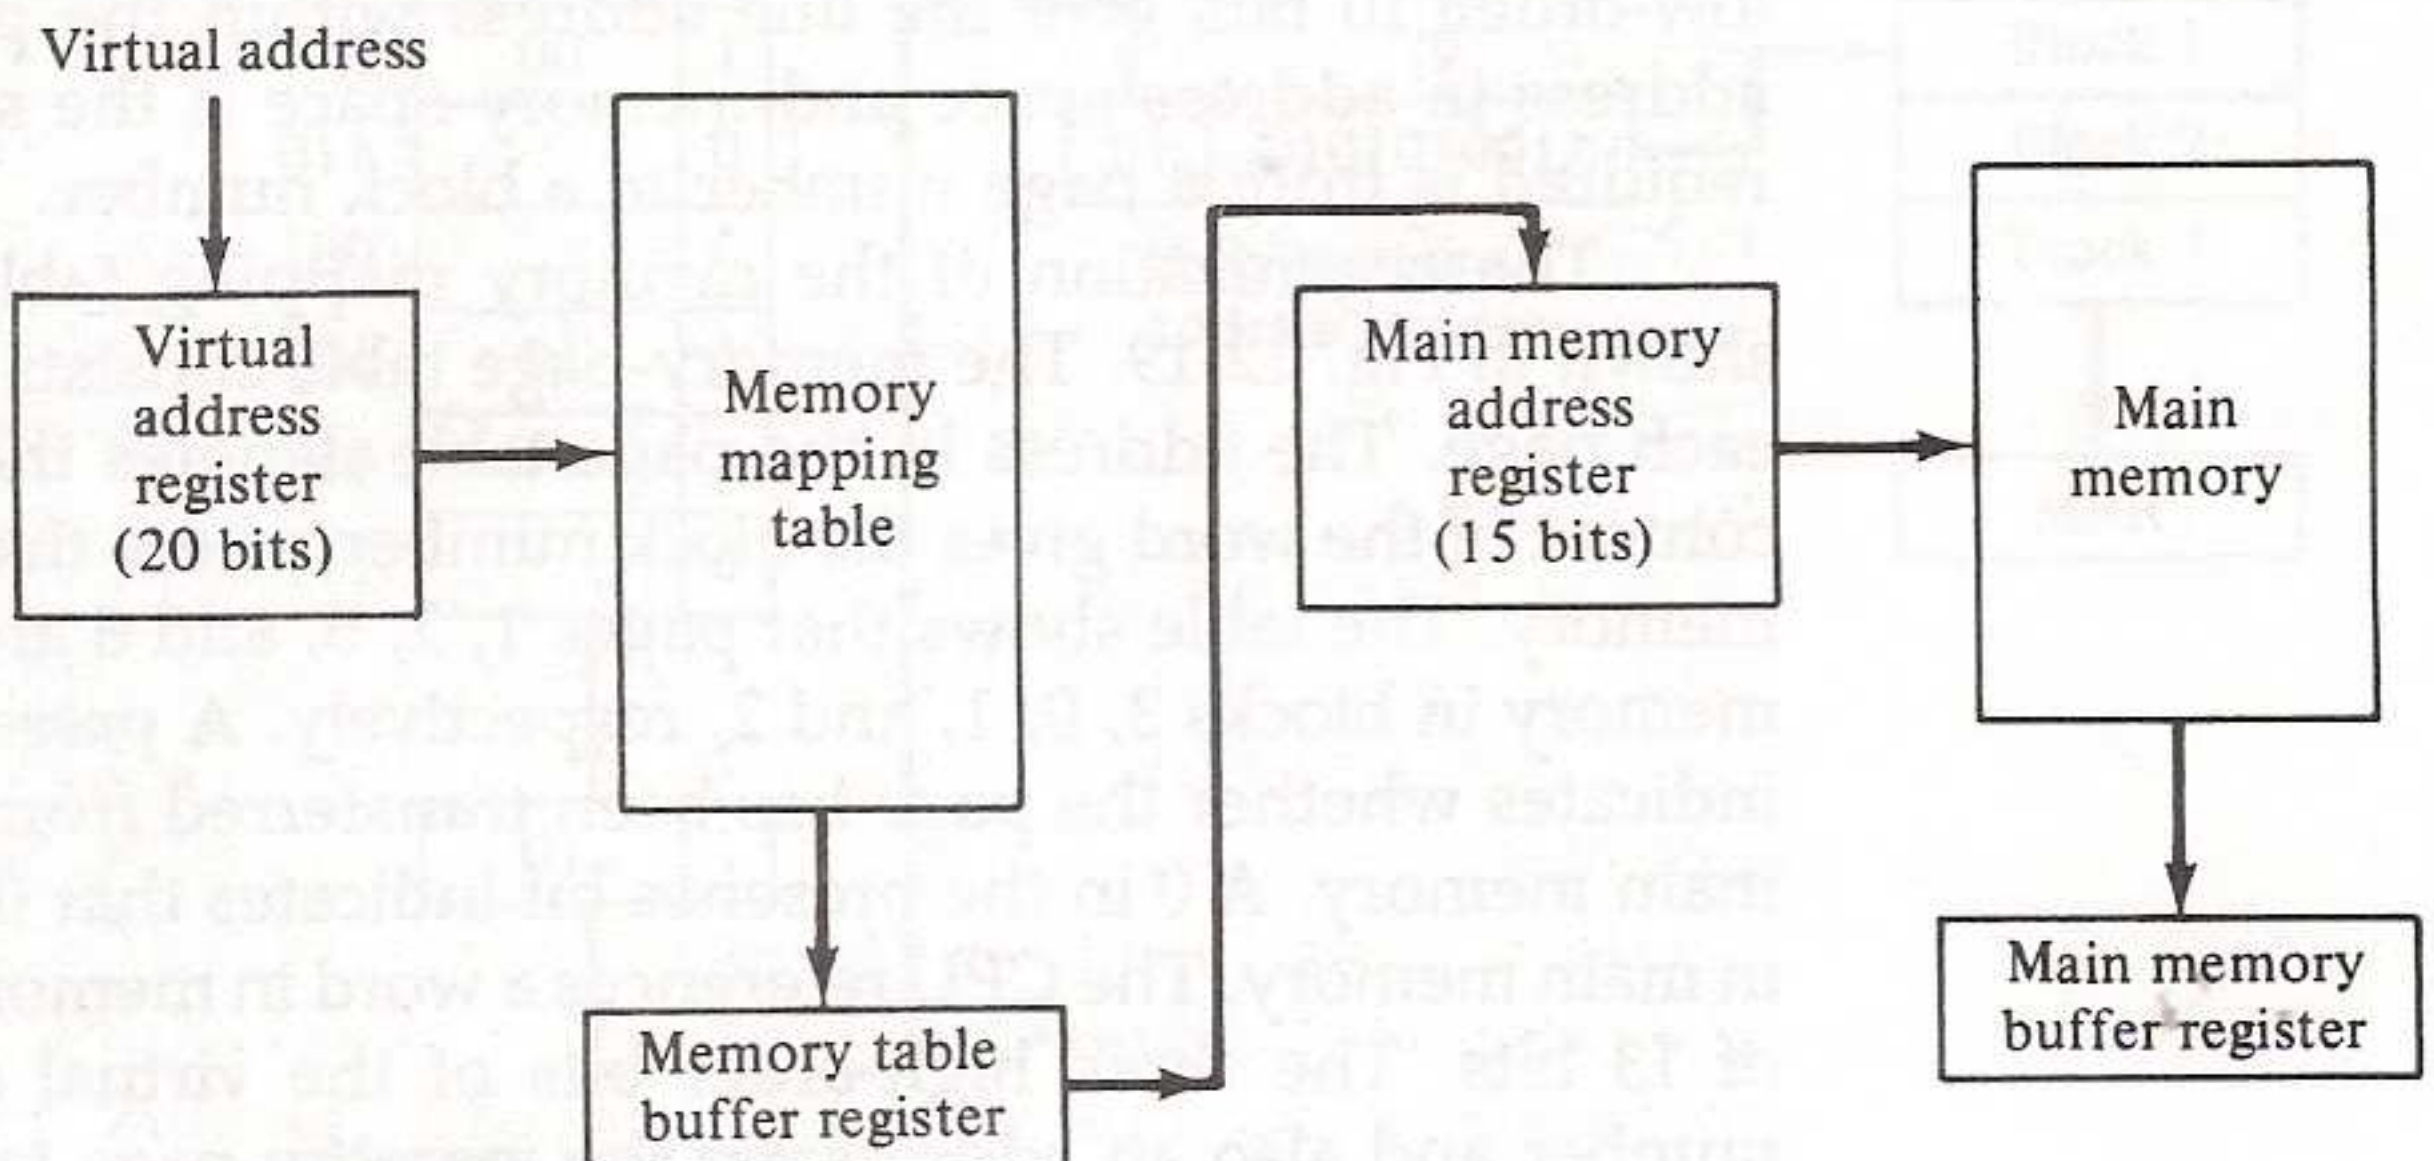 Virtual address
Virtual
address
register
(20 bits)
Memory
mapping
table
Memory table
buffer register
Main memory
address
register
(15 bits)
Main
memory
Main memory
buffer register